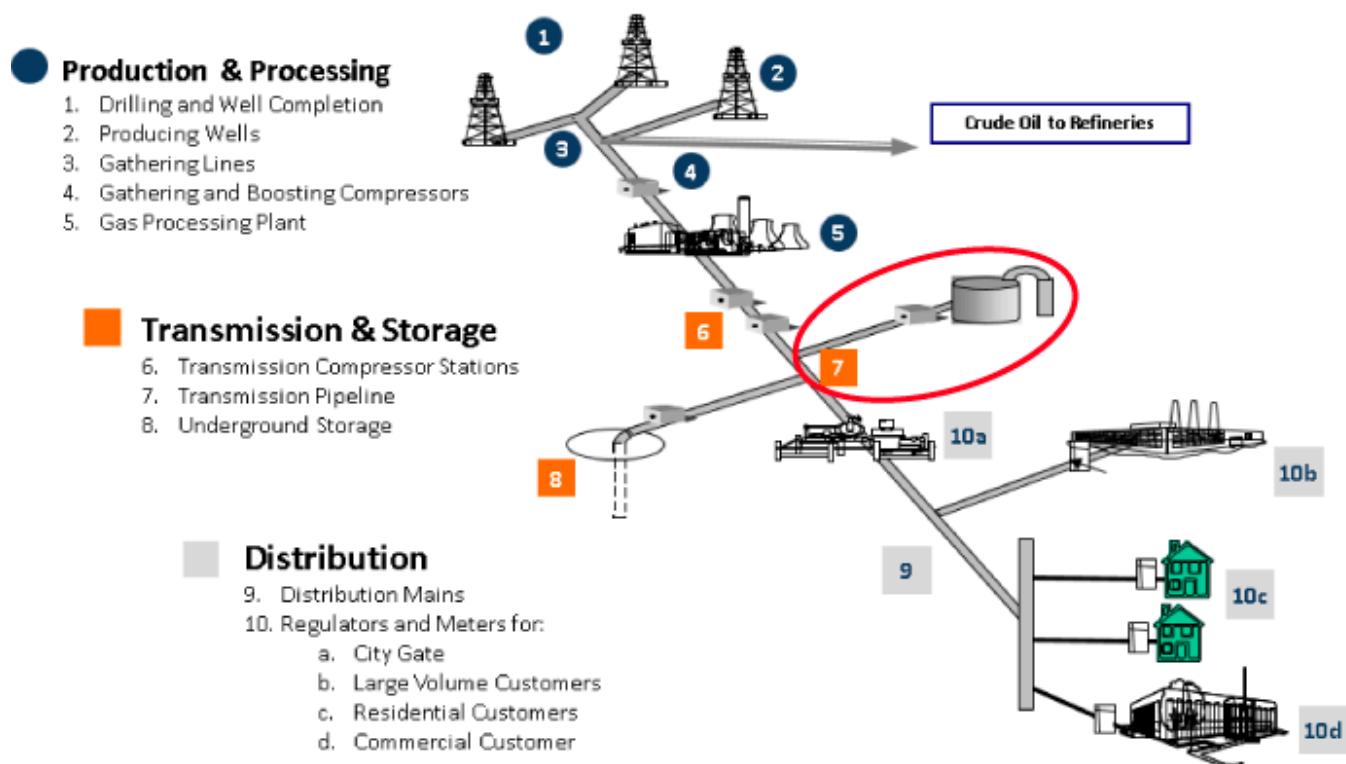 Production & Processing
1. Drilling and Well Completion
2. Producing Wells
3. Gathering Lines
4. Gathering and Boosting Compressors
5. Gas Processing Plant
1
2
3
4
5
Crude Oil to Refineries
Transmission & Storage
6. Transmission Compressor Stations
7. Transmission Pipeline
8. Underground Storage
6
7
8
Distribution
9. Distribution Mains
10. Regulators and Meters for:
a. City Gate
b. Large Volume Customers
c. Residential Customers
d. Commercial Customer
10a
10b
9
10c
10d